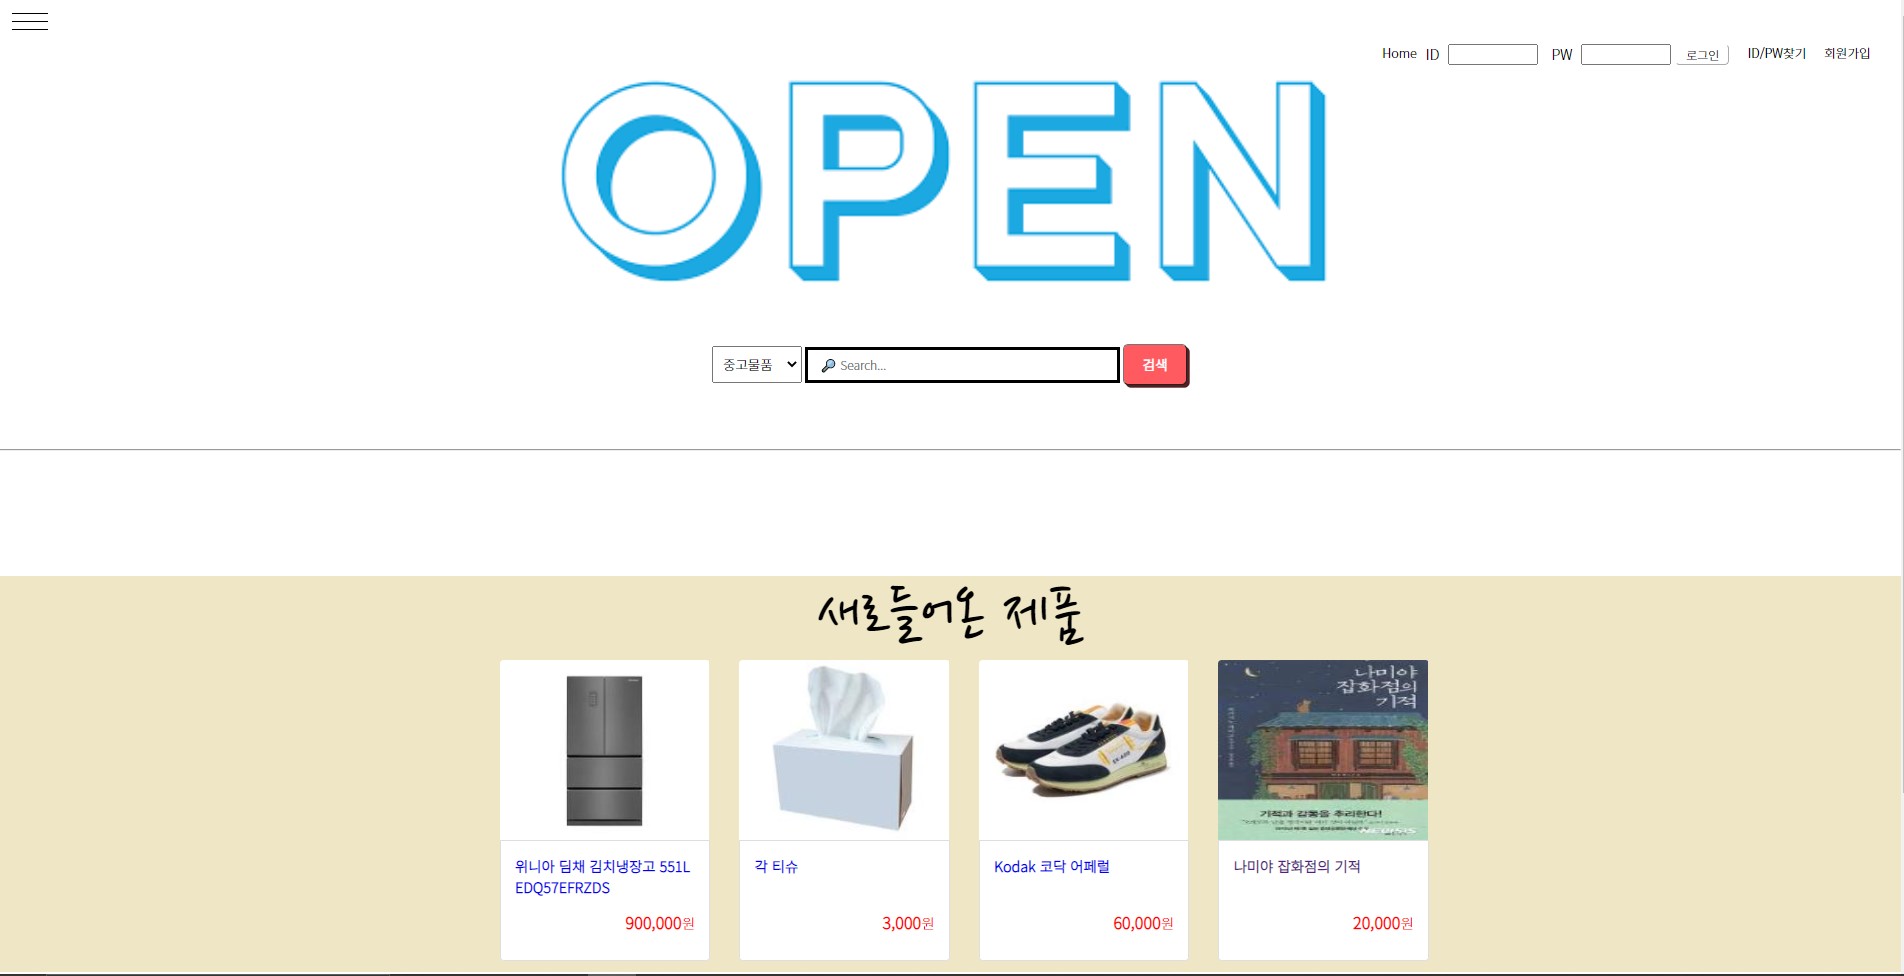 Home ID PW 로그인 ID/PW찾기 회원가입
OPEN
중고물품 Search... 검색
새로들어온 제품
나미야
잡화점의
기적
기적과 감동을 추리한다!
위니아 딤채 김치냉장고 551L
EDQ57EFRZDS
900,000원
각 티슈
3,000원
Kodak 코닥 어페럴
60,000원
나미야 잡화점의 기적
20,000원